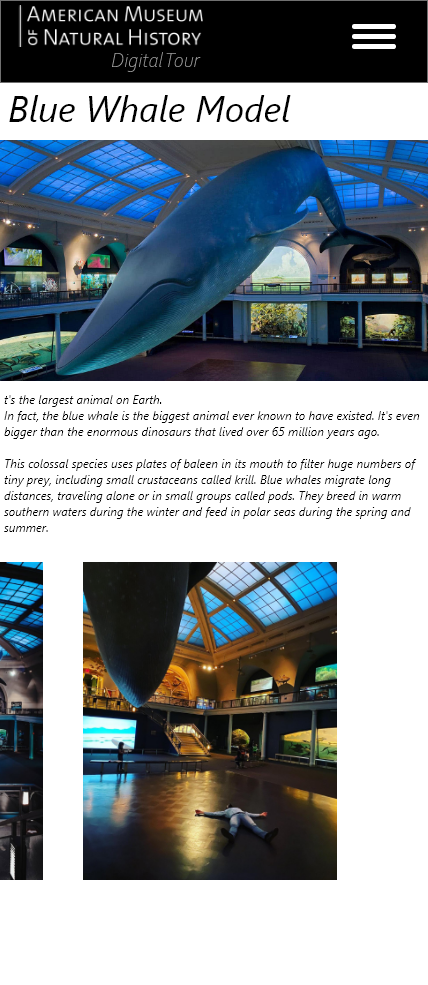 AMERICAN MUSEUM
OF NATURAL HISTORY
Digital Tour
Blue Whale Model
t's the largest animal on Earth.
In fact, the blue whale is the biggest animal ever known to have existed. It's even
bigger than the enormous dinosaurs that lived over 65 million years ago.
This colossal species uses plates of baleen in its mouth to filter huge numbers of
tiny prey, including small crustaceans called krill. Blue whales migrate long
distances, traveling alone or in small groups called pods. They breed in warm
southern waters during the winter and feed in polar seas during the spring and
summer.